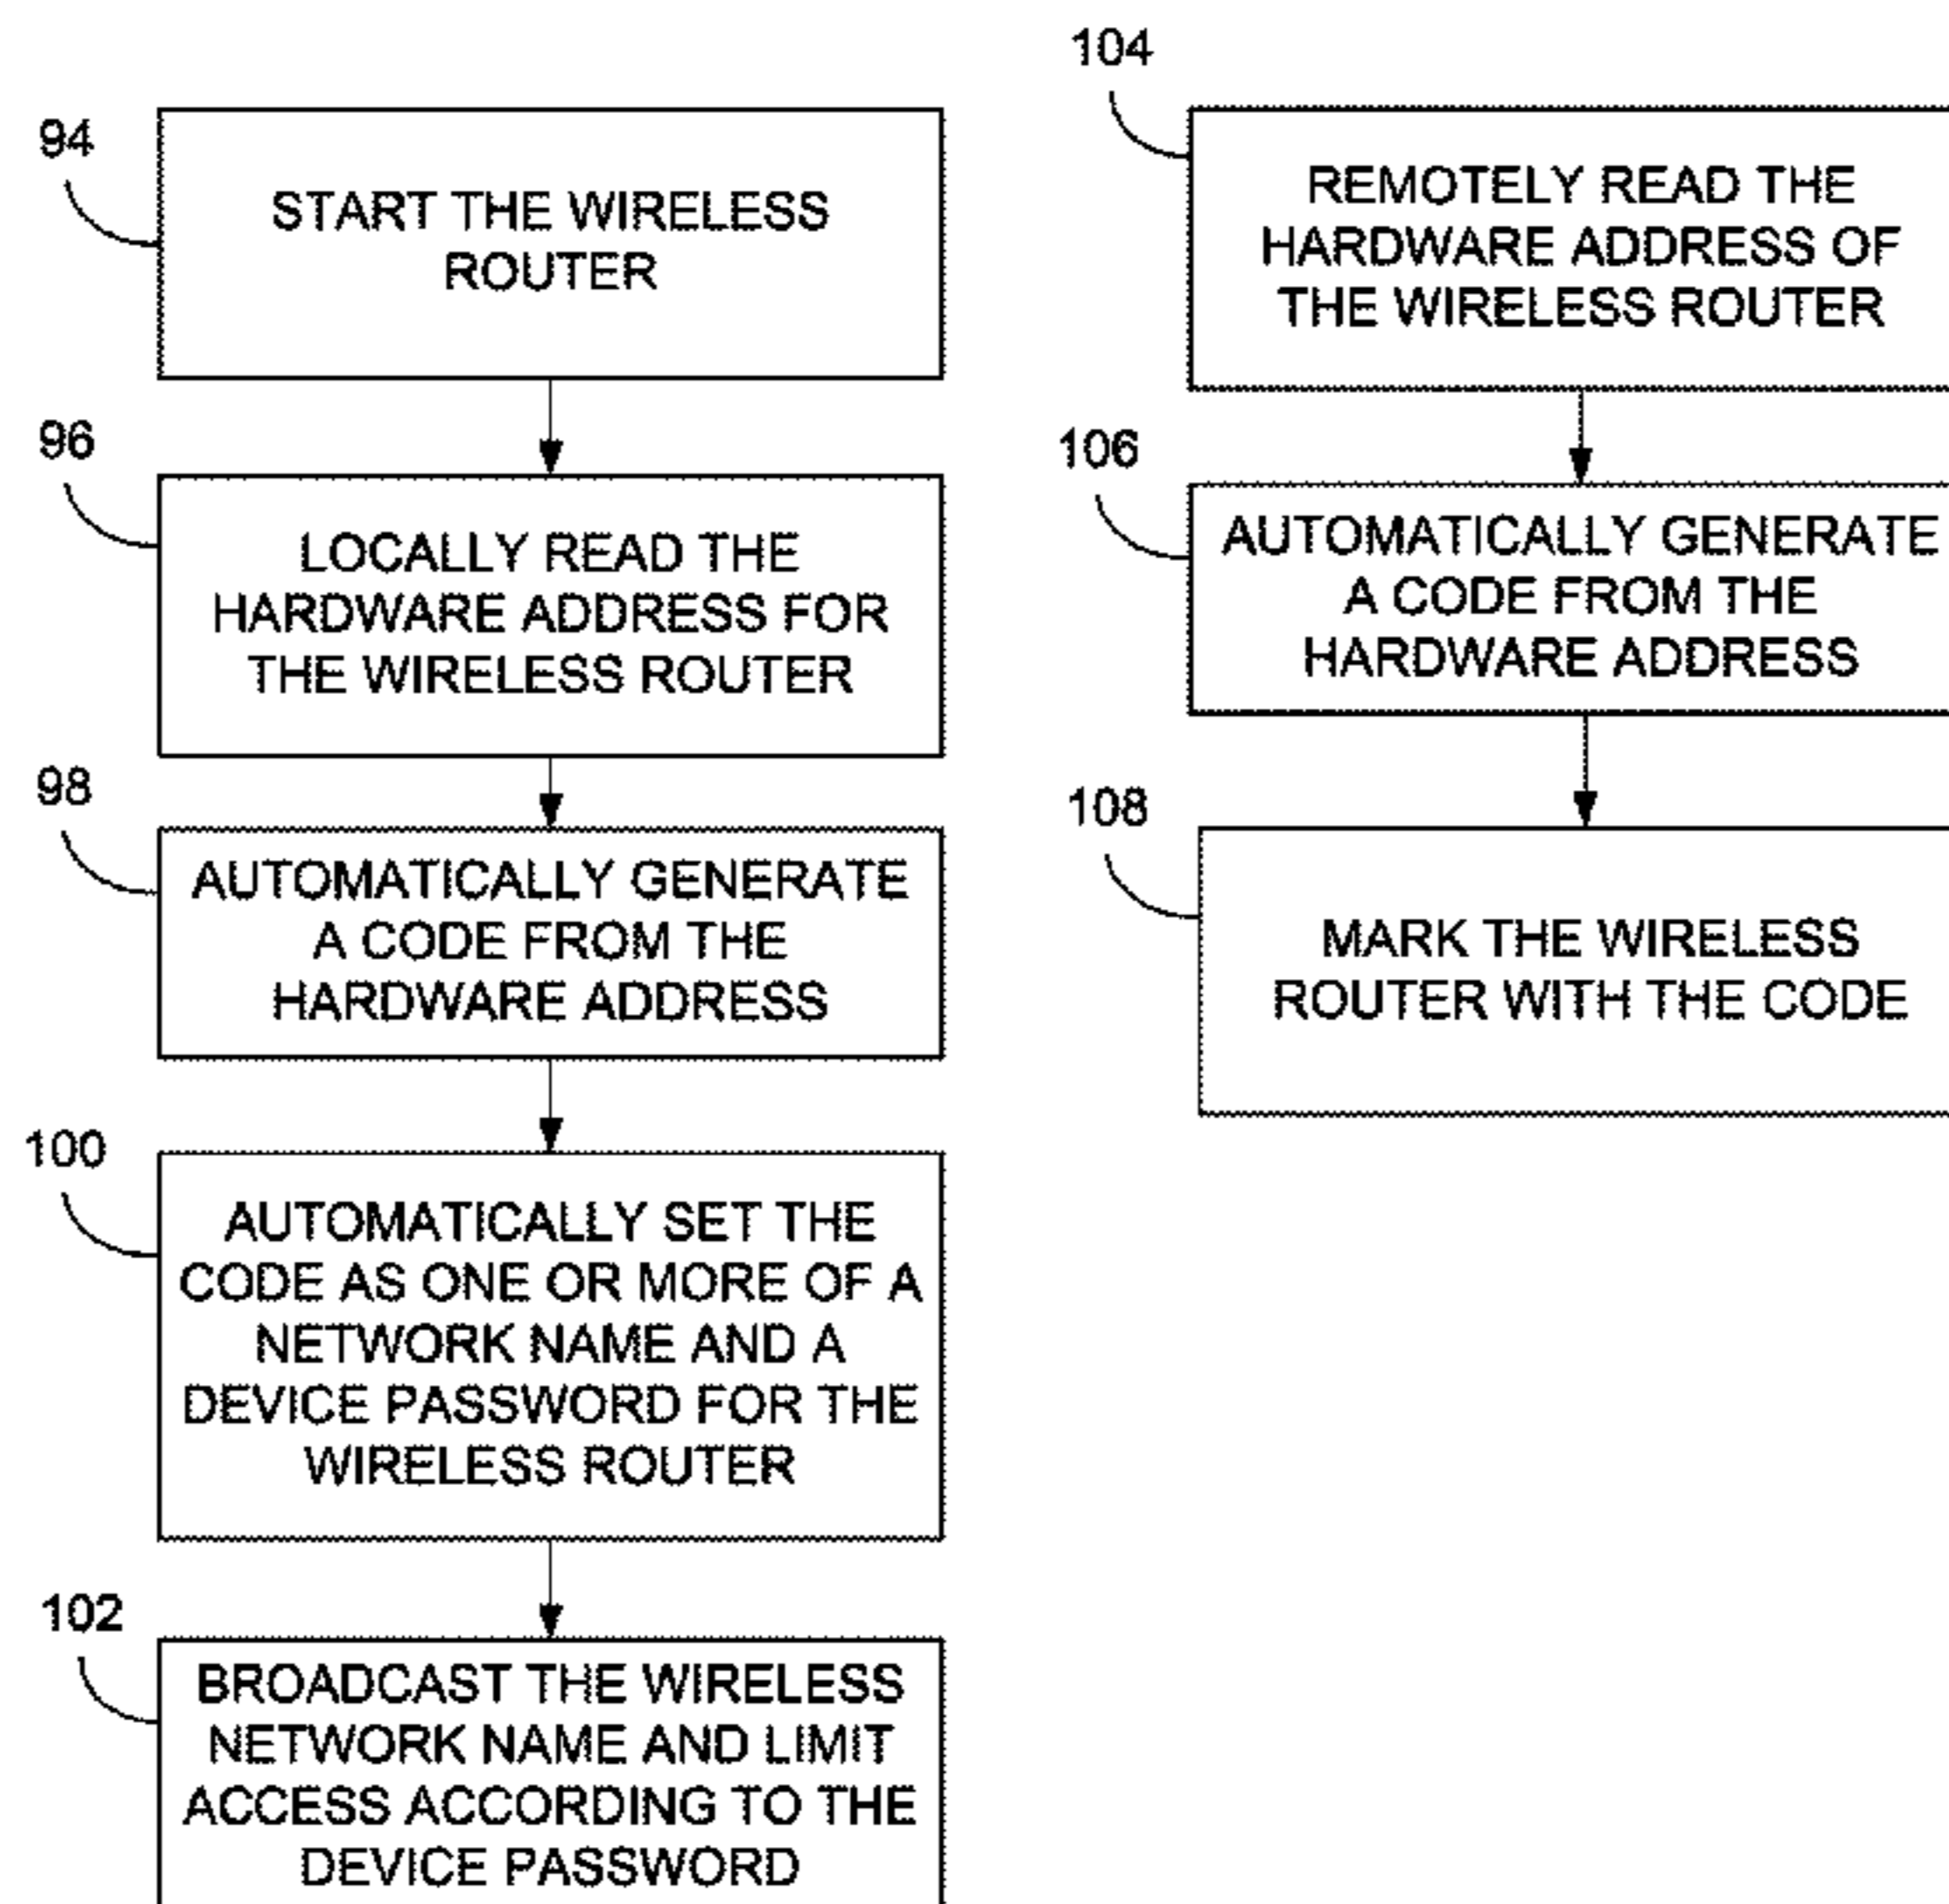 94
START THE WIRELESS
ROUTER
96
LOCALLY READ THE
HARDWARE ADDRESS FOR
THE WIRELESS ROUTER
98
AUTOMATICALLY GENERATE
A CODE FROM THE
HARDWARE ADDRESS
100
AUTOMATICALLY SET THE
CODE AS ONE OR MORE OF A
NETWORK NAME AND A
DEVICE PASSWORD FOR THE
WIRELESS ROUTER
102
BROADCAST THE WIRELESS
NETWORK NAME AND LIMIT
ACCESS ACCORDING TO THE
DEVICE PASSWORD
104
REMOTELY READ THE
HARDWARE ADDRESS OF
THE WIRELESS ROUTER
106
AUTOMATICALLY GENERATE
A CODE FROM THE
HARDWARE ADDRESS
108
MARK THE WIRELESS
ROUTER WITH THE CODE